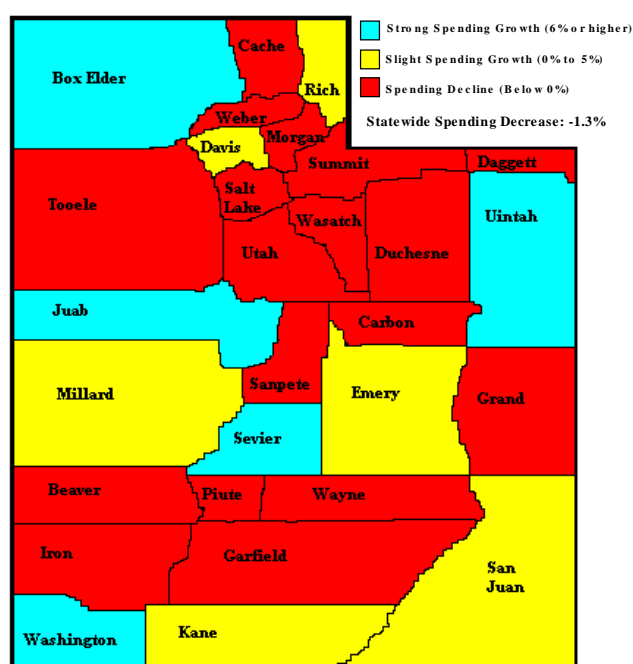 Strong Spending Growth (6% or higher)
Slight Spending Growth (0% to 5%)
Spending Decline (Below 0%)
Statewide Spending Decrease: -1.3%
Cache
Box Elder
Rich
Weber
Morgan
Davis
Summit
Daggett
Salt
Lake
Tooele
Wasatch
Uintah
Utah
Duchesne
Juab
Carbon
Sanpete
Millard
Emery
Grand
Sevier
Beaver
Piute
Wayne
Iron
Garfield
San
Juan
Washington
Kane